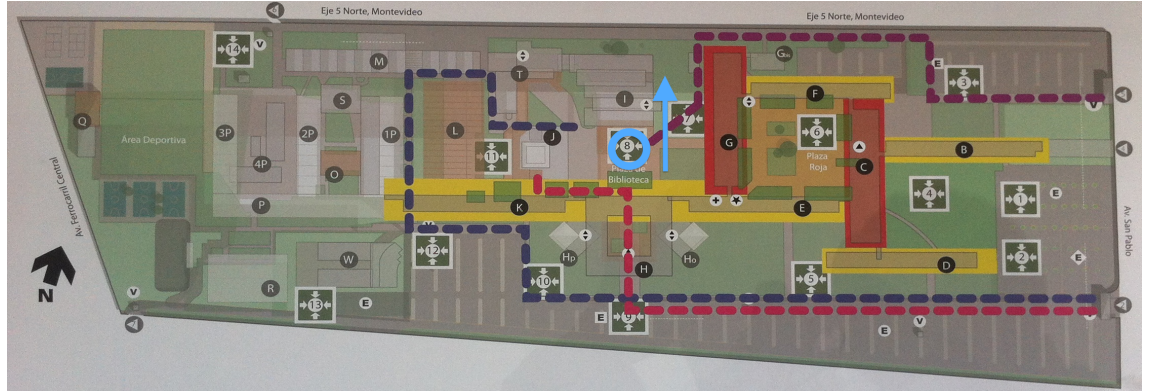 Eje 5 Norte, Montevideo
Eje 5 Norte, Montevideo
14
V
M
T
3
E
V
Q
S
I
F
7
Área Deportiva
3P
2P
1P
L
J
8
6
G
4P
11
Plaza
Roja
C
B
O
Plaza de
Biblioteca
4
1
E
P
K
E
Av. Ferrocarril Central
Av. San Pablo
N
W
12
Hp
H
Ho
D
2
E
R
10
5
V
13
E
E
9
E
V